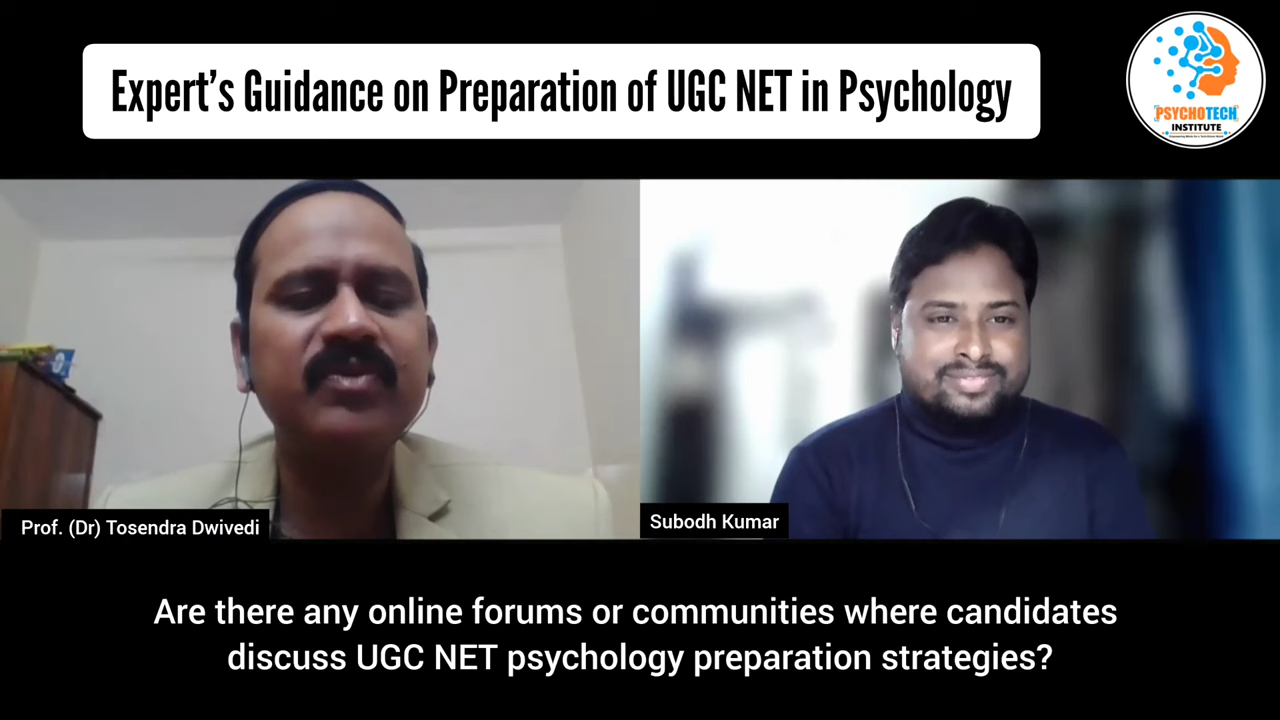 Expert's Guidance on Preparation of UGC NET in Psychology
PSYCHOTECH
INSTITUTE
Prof. (Dr) Tosendra Dwivedi
Subodh Kumar
Are there any online forums or communities where candidates
discuss UGC NET psychology preparation strategies?